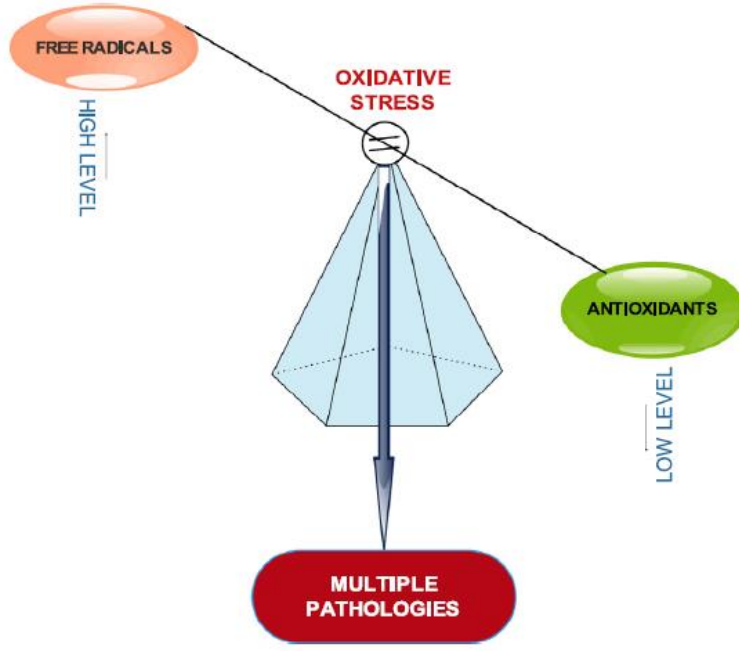 FREE RADICALS
HIGH LEVEL
OXIDATIVE
STRESS
ANTIOXIDANTS
LOW LEVEL
MULTIPLE
PATHOLOGIES